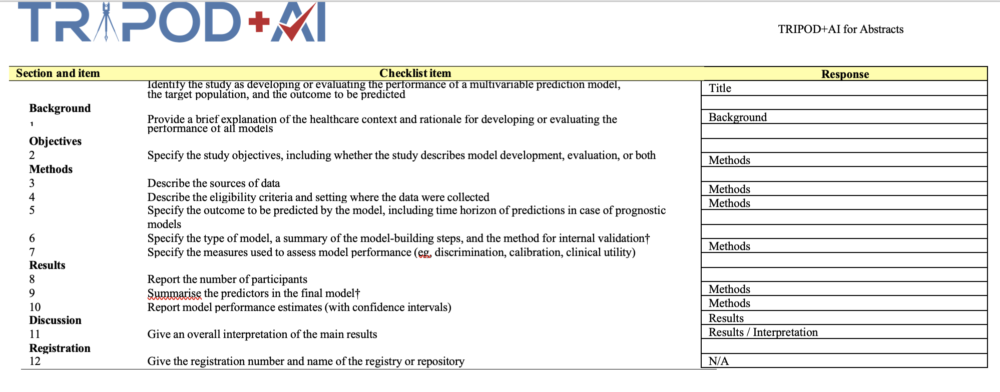 TRIPOD+AI
TRIPOD+AI for Abstracts
Section and item Checklist item Response
Identify the study as developing or evaluating the performance of a multivariable prediction model,
the target population, and the outcome to be predicted
Title
Background
1 Provide a brief explanation of the healthcare context and rationale for developing or evaluating the
performance of all models
Background
Objectives
2 Specify the study objectives, including whether the study describes model development, evaluation, or both
Methods
Methods
3 Describe the sources of data
Methods
4 Describe the eligibility criteria and setting where the data were collected
Methods
5 Specify the outcome to be predicted by the model, including time horizon of predictions in case of prognostic
models
6 Specify the type of model, a summary of the model-building steps, and the method for internal validation†
Methods
7 Specify the measures used to assess model performance (eg, discrimination, calibration, clinical utility)
Results
8 Report the number of participants
Methods
9 Summarise the predictors in the final model†
Methods
10 Report model performance estimates (with confidence intervals)
Results
Discussion
11 Give an overall interpretation of the main results
Results / Interpretation
Registration
12 Give the registration number and name of the registry or repository
N/A